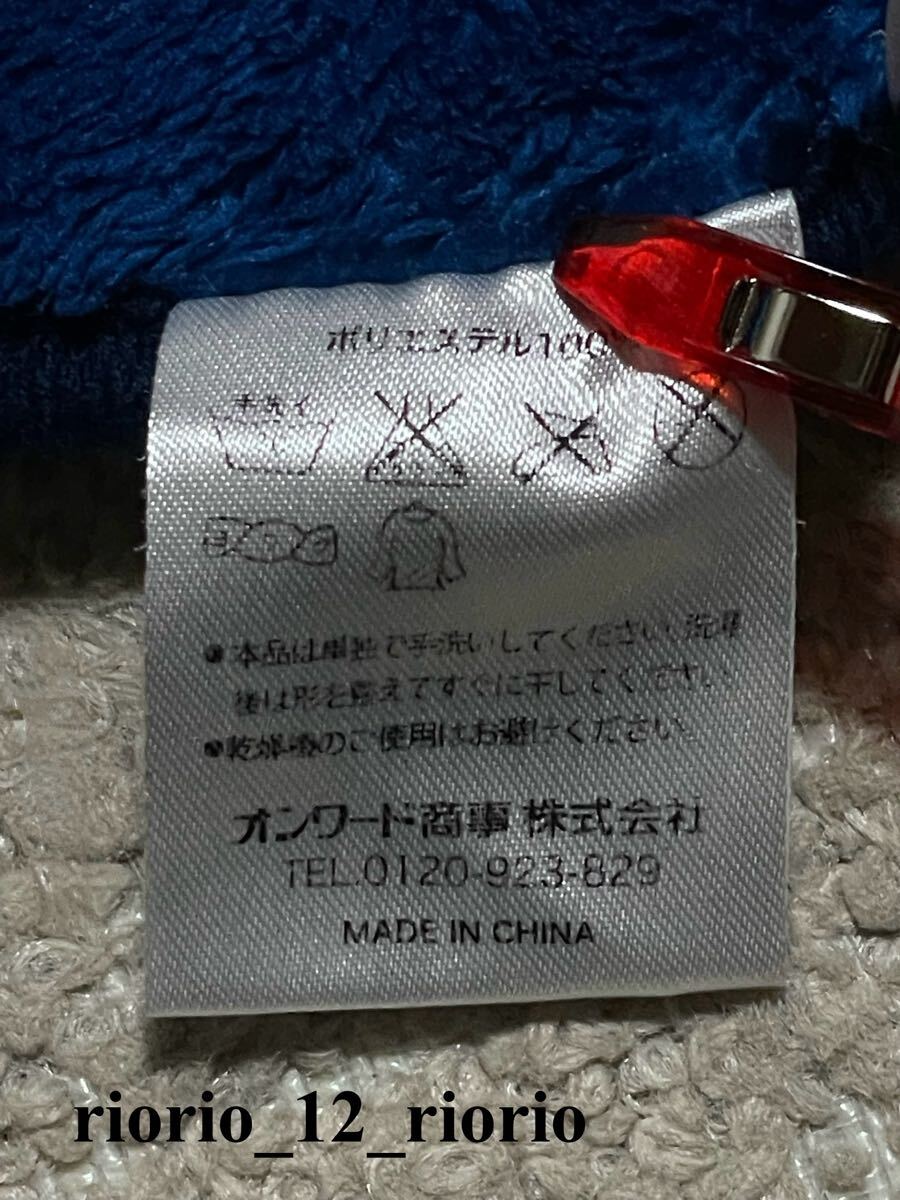 ポリエステル100
手洗イ
本品は単独で手洗いしてください。洗濯
後は形を整えてすぐに干してください。
乾燥機のご使用はお避けください。
オンワード商事株式会社
TEL.0120-923-829
MADE IN CHINA
riorio_12_riorio